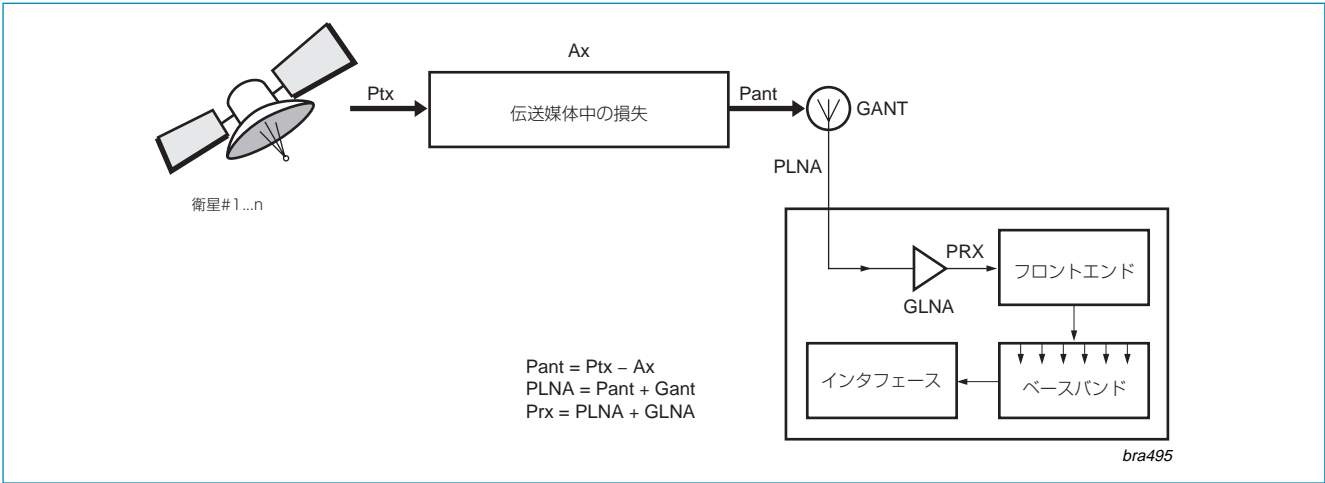 Ax
Ptx
伝送媒体中の損失
Pant
GANT
PLNA
衛星#1...n
PRX
フロントエンド
GLNA
インタフェース
ベースバンド
Pant = Ptx – Ax
PLNA = Pant + Gant
Prx = PLNA + GLNA
bra495